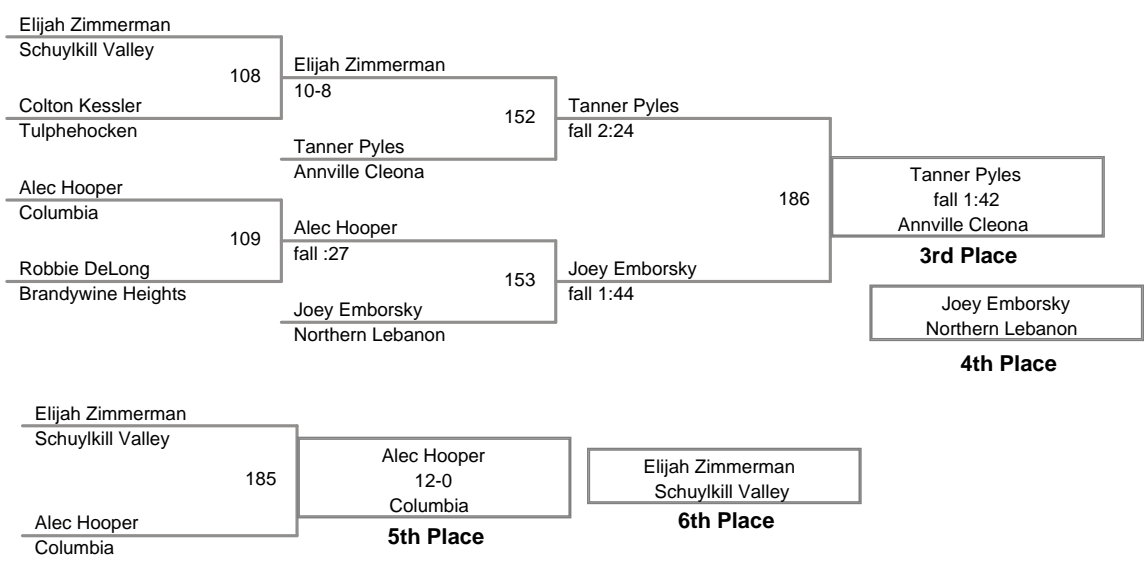 Elijah Zimmerman
Schuylkill Valley
108
Colton Kessler
Tulphehocken
Elijah Zimmerman
10-8
152
Tanner Pyles
Annville Cleona
Alec Hooper
Columbia
109
Robbie DeLong
Brandywine Heights
Alec Hooper
fall :27
153
Joey Emborsky
Northern Lebanon
Tanner Pyles
fall 2:24
186
Joey Emborsky
fall 1:44
Tanner Pyles
fall 1:42
Annville Cleona
3rd Place
Joey Emborsky
Northern Lebanon
4th Place
Elijah Zimmerman
Schuylkill Valley
185
Alec Hooper
Columbia
Alec Hooper
12-0
Columbia
5th Place
Elijah Zimmerman
Schuylkill Valley
6th Place